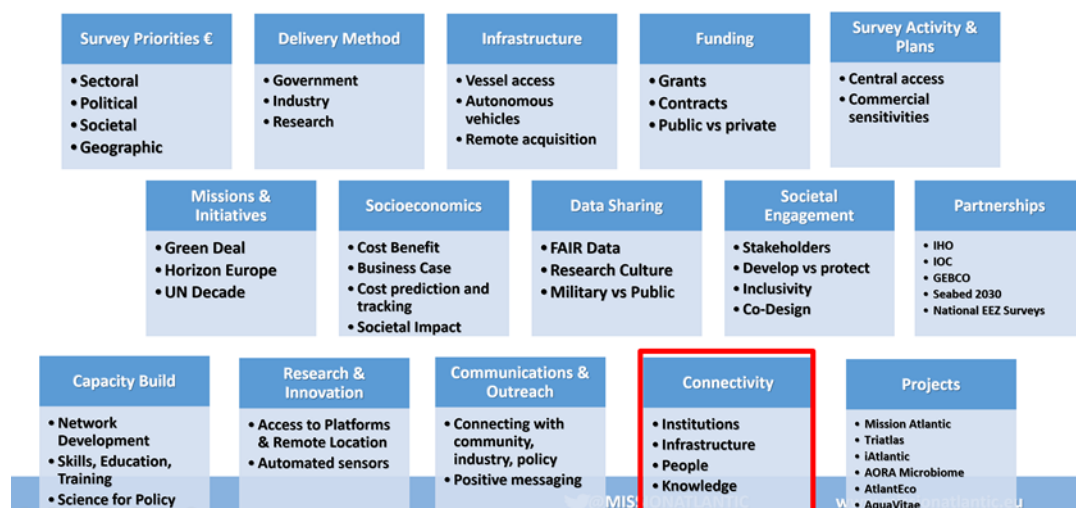 Survey Priorities €
• Sectoral
• Political
• Societal
• Geographic
Delivery Method
• Government
• Industry
• Research
Infrastructure
• Vessel access
• Autonomous
vehicles
• Remote acquisition
Funding
• Grants
• Contracts
• Public vs private
Survey Activity &
Plans
• Central access
• Commercial
sensitivities
Missions &
Initiatives
• Green Deal
• Horizon Europe
• UN Decade
Socioeconomics
• Cost Benefit
• Business Case
• Cost prediction and
tracking
• Societal Impact
Data Sharing
• FAIR Data
• Research Culture
• Military vs Public
Societal
Engagement
• Stakeholders
• Develop vs protect
• Inclusivity
• Co-Design
Partnerships
• IHO
• IOC
• GEBCO
• Seabed 2030
• National EEZ Surveys
Capacity Build
• Network
Development
• Skills, Education,
Training
• Science for Policy
Research &
Innovation
• Access to Platforms
& Remote Location
• Automated sensors
Communications &
Outreach
• Connecting with
community,
industry, policy
• Positive messaging
Connectivity
• Institutions
• Infrastructure
• People
• Knowledge
Projects
• Mission Atlantic
• Triatlas
• iAtlantic
• AORA Microbiome
• AtlantEco
• AquaVitae
@MISSIONATLANTIC